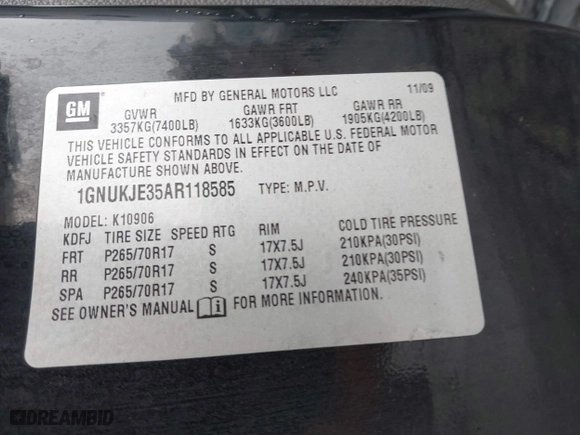 GM
MFD BY GENERAL MOTORS LLC 11/09
GVWR GAWR FRT GAWR RR
3357KG(7400LB) 1633KG(3600LB) 1905KG(4200LB)
THIS VEHICLE CONFORMS TO ALL APPLICABLE U.S. FEDERAL MOTOR
VEHICLE SAFETY STANDARDS IN EFFECT ON THE DATE OF
MANUFACTURE SHOWN ABOVE.
1GNUKJE35AR118585 TYPE: M.P.V.
MODEL: K10906
KDFJ TIRE SIZE SPEED RTG RIM COLD TIRE PRESSURE
FRT P265/70R17 S 17X7.5J 210KPA(30PSI)
RR P265/70R17 S 17X7.5J 210KPA(30PSI)
SPA P265/70R17 S 17X7.5J 240KPA(35PSI)
SEE OWNER'S MANUAL i FOR MORE INFORMATION.
DREAMBID